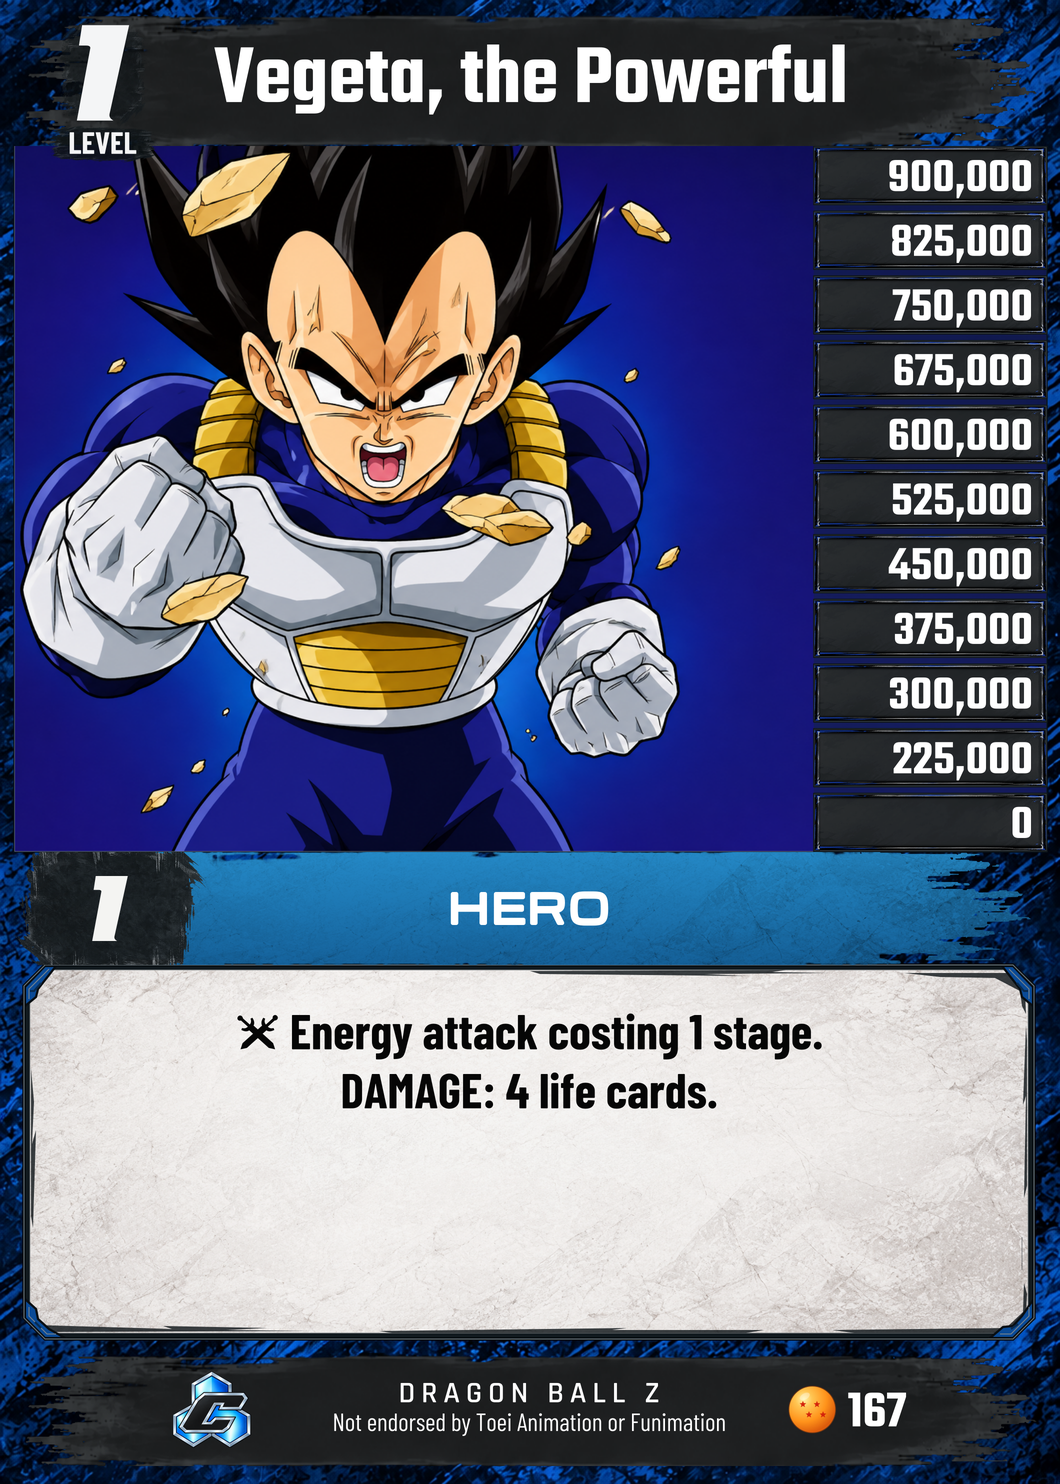 1
LEVEL
Vegeta, the Powerful
900,000
825,000
750,000
675,000
600,000
525,000
450,000
375,000
300,000
225,000
0
1
HERO
Energy attack costing 1 stage.
DAMAGE: 4 life cards.
G
DRAGON BALL Z
Not endorsed by Toei Animation or Funimation
167